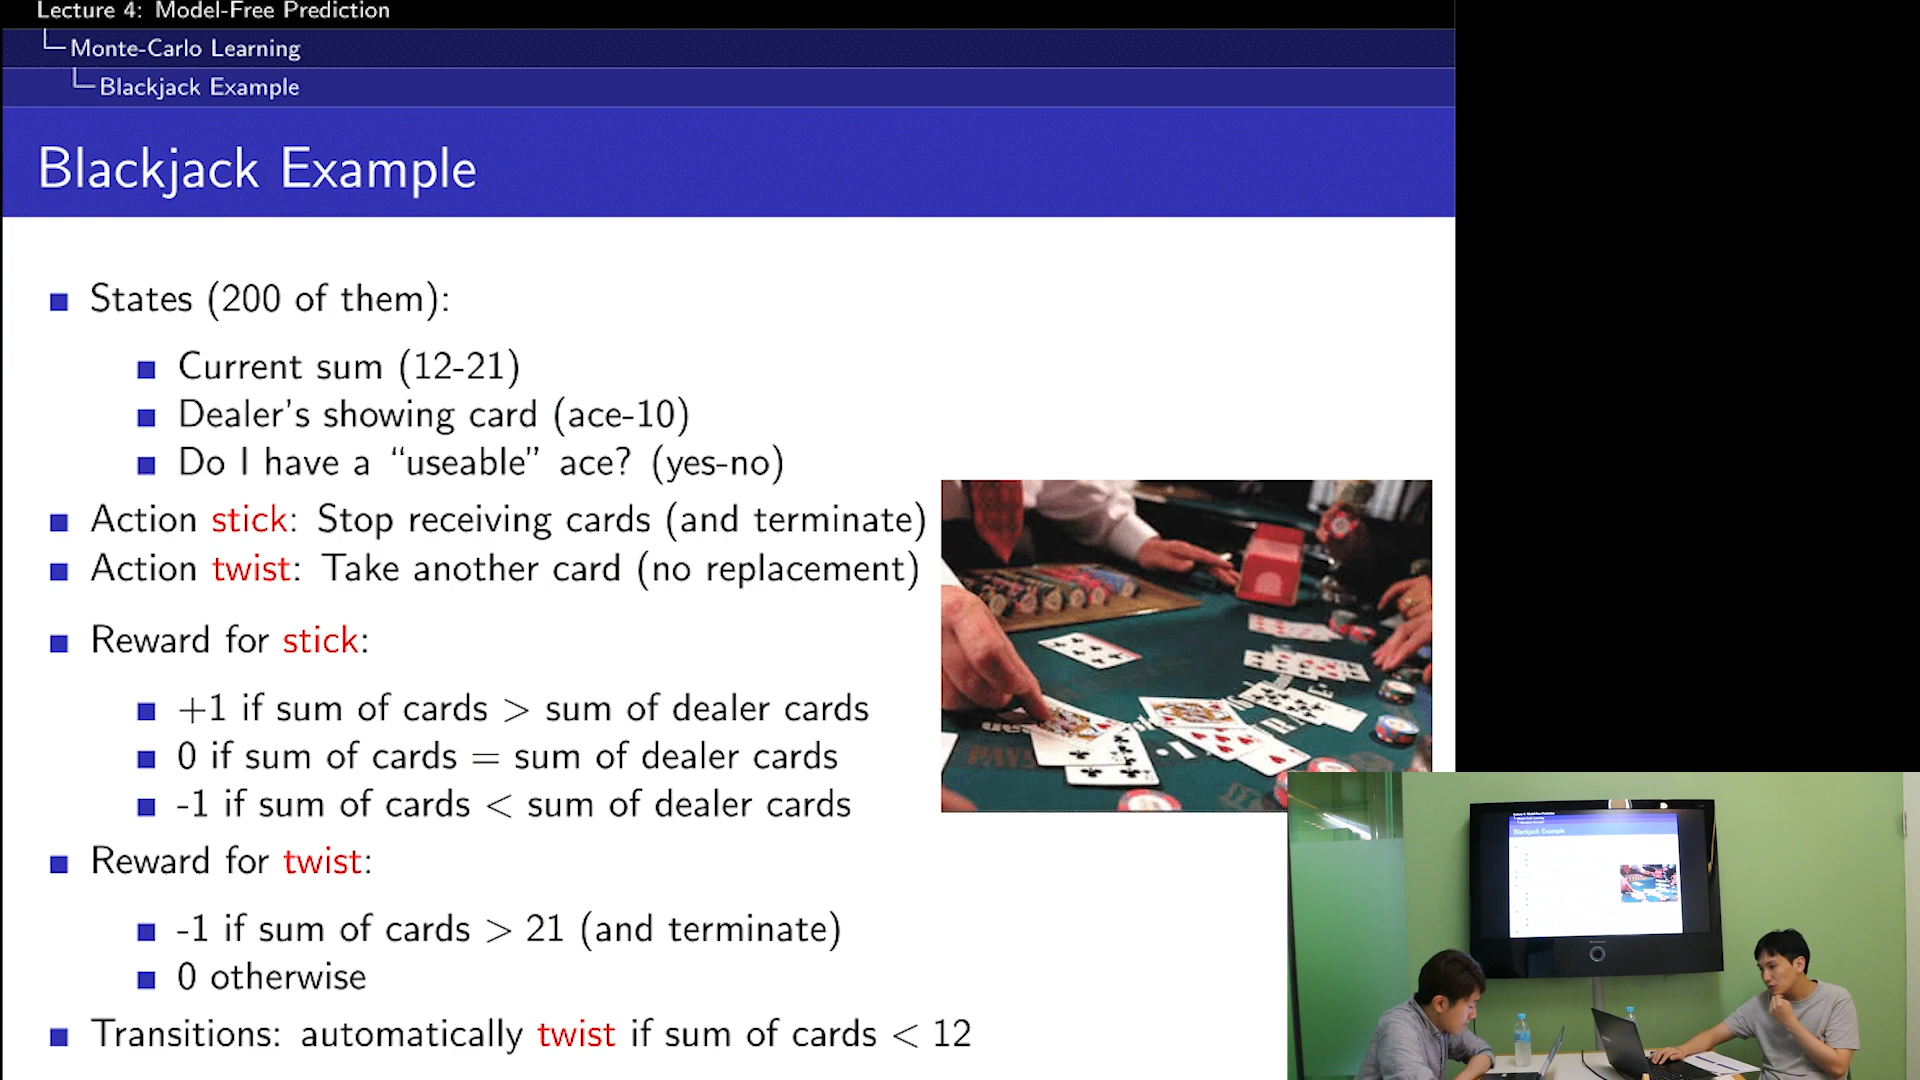 Lecture 4: Model-Free Prediction
Monte-Carlo Learning
Blackjack Example
Blackjack Example
States (200 of them):
Current sum (12-21)
Dealer's showing card (ace-10)
Do I have a “useable” ace? (yes-no)
Action stick: Stop receiving cards (and terminate)
Action twist: Take another card (no replacement)
Reward for stick:
+1 if sum of cards > sum of dealer cards
0 if sum of cards = sum of dealer cards
-1 if sum of cards < sum of dealer cards
Reward for twist:
-1 if sum of cards > 21 (and terminate)
0 otherwise
Transitions: automatically twist if sum of cards < 12
Blackjack Example